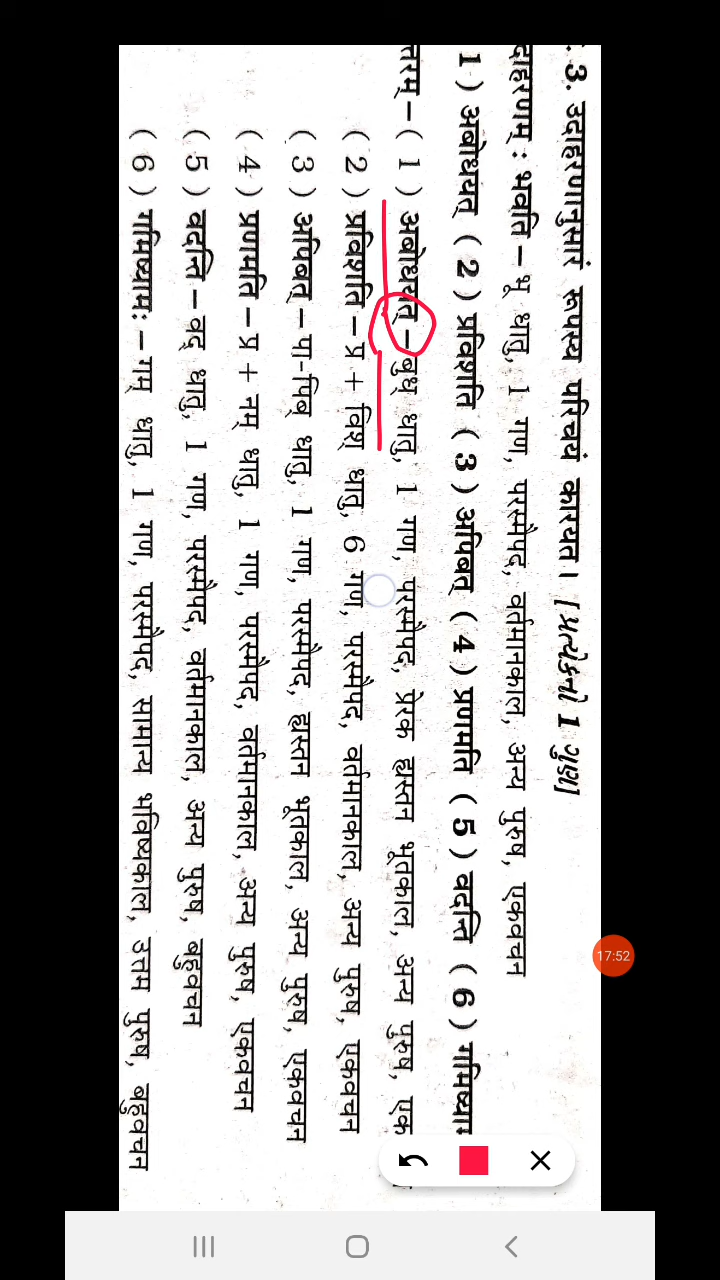 . 3. उदाहरणानुसारं रूपस्य परिचयं कारयत । [પ્રત્યેકનો 1 ગુણ]
दाहरणम् : भवति – भू धातु, 1 गण, परस्मैपद, वर्तमानकाल, अन्य पुरुष, एकवचन
1 ) अबोधयत् ( 2 ) प्रविशति ( 3 ) अपिबत् ( 4 ) प्रणमति ( 5 ) वदन्ति ( 6 )
तरम् – ( 1 ) अबोधयत् – बुध् धातु, 1 गण, परस्मैपद, प्रेरक ह्यस्तन भूतकाल, अन्य पुरुष, एक
( 2 ) प्रविशति – प्र + विश् धातु, 6 गण, परस्मैपद, वर्तमानकाल, अन्य पुरुष, एकवचन
( 3 ) अपिबत् – पा-पिब् धातु, 1 गण, परस्मैपद, ह्यस्तन भूतकाल, अन्य पुरुष, एकवचन
( 4 ) प्रणमति – प्र + नम् धातु, 1 गण, परस्मैपद, वर्तमानकाल, अन्य पुरुष, एकवचन
( 5 ) वदन्ति – वद् धातु, 1 गण, परस्मैपद, वर्तमानकाल, अन्य पुरुष, बहुवचन
( 6 ) गमिष्यामः – गम् धातु, 1 गण, परस्मैपद, सामान्य भविष्यकाल, उत्तम पुरुष, बहुवचन
17:52